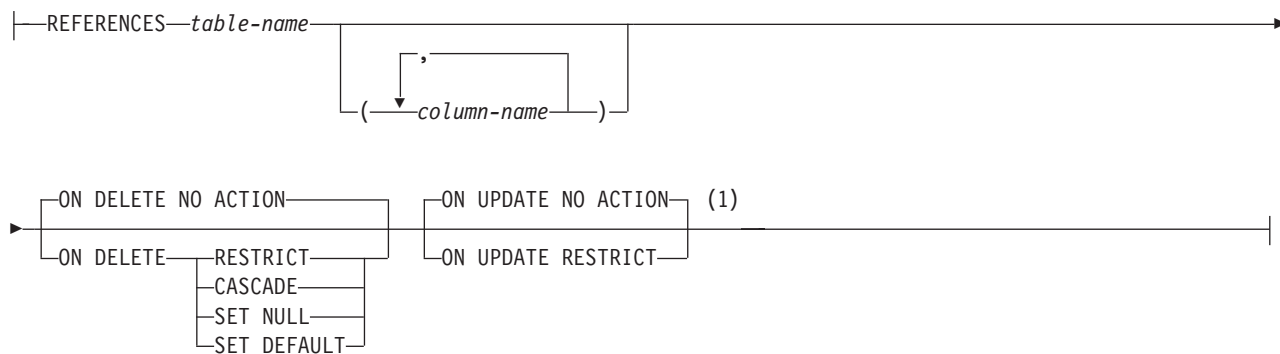 REFERENCES table-name
,
( column-name )
ON DELETE NO ACTION ON UPDATE NO ACTION (1)
ON DELETE RESTRICT ON UPDATE RESTRICT
CASCADE
SET NULL
SET DEFAULT